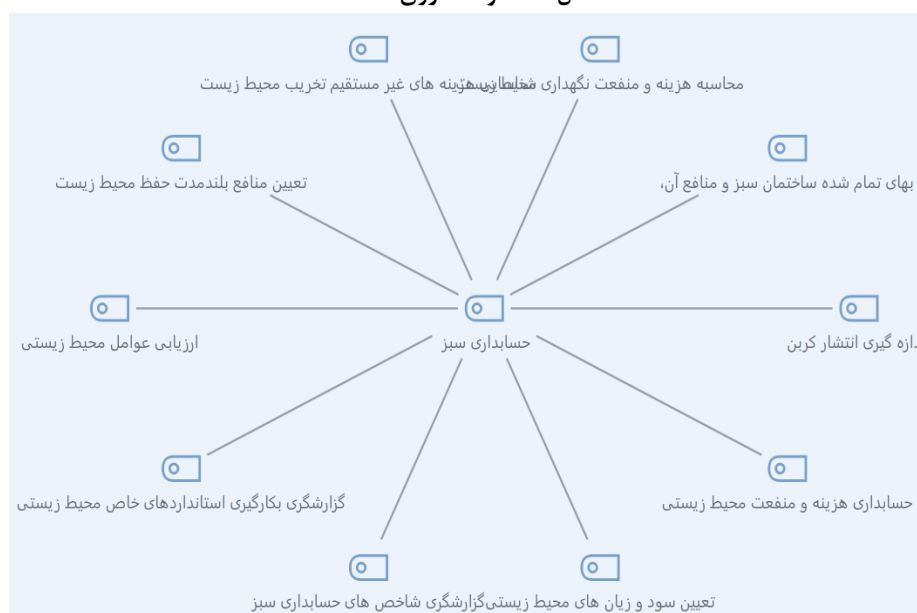 محاسبه هزینه و منفعت نگهداری محیط زیست
هزینه های غیر مستقیم تخریب محیط زیست
بهای تمام شده ساختمان سبز و منافع آن،
تعیین منافع بلندمدت حفظ محیط زیست
گیری انتشار کربن
حسابداری سبز
ارزیابی عوامل محیط زیستی
حسابداری هزینه و منفعت محیط زیستی
گزارشگری بکارگیری استانداردهای خاص محیط زیستی
تعیین سود و زیان های محیط زیستی
گزارشگری شاخص های حسابداری سبز